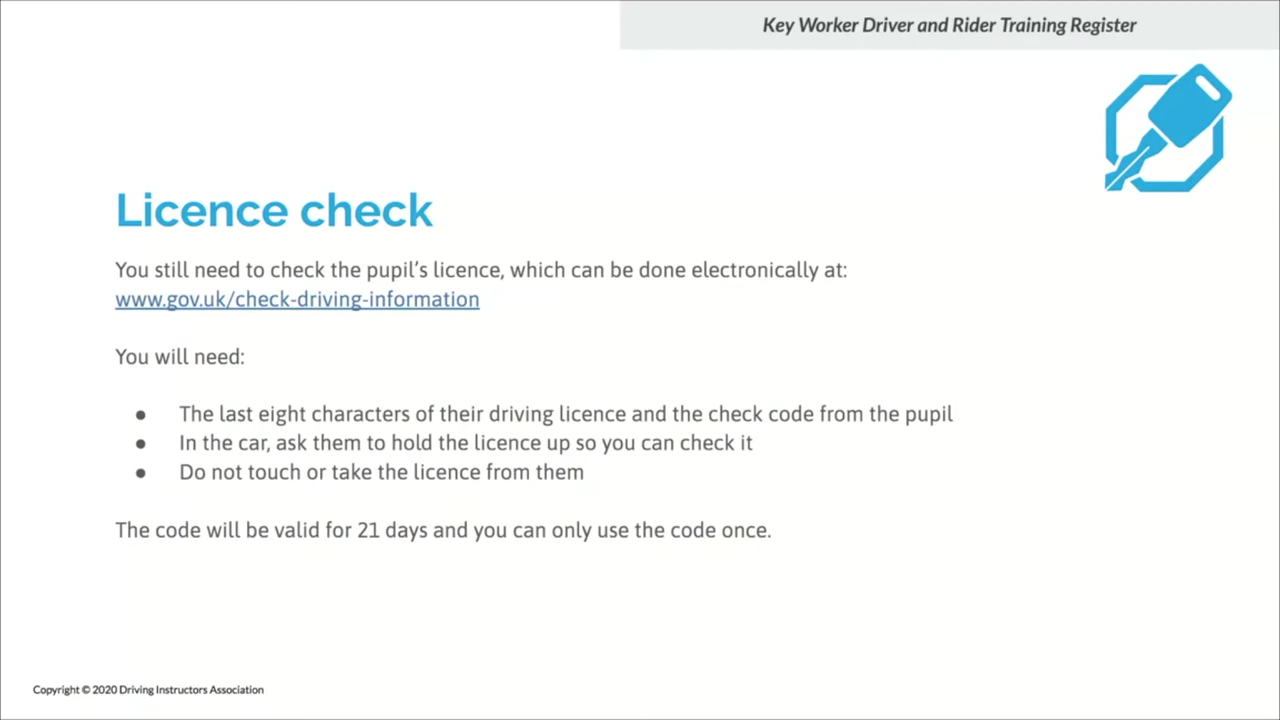 Key Worker Driver and Rider Training Register
Licence check
You still need to check the pupil's licence, which can be done electronically at:
www.gov.uk/check-driving-information
You will need:
● The last eight characters of their driving licence and the check code from the pupil
● In the car, ask them to hold the licence up so you can check it
● Do not touch or take the licence from them
The code will be valid for 21 days and you can only use the code once.
Copyright © 2020 Driving Instructors Association